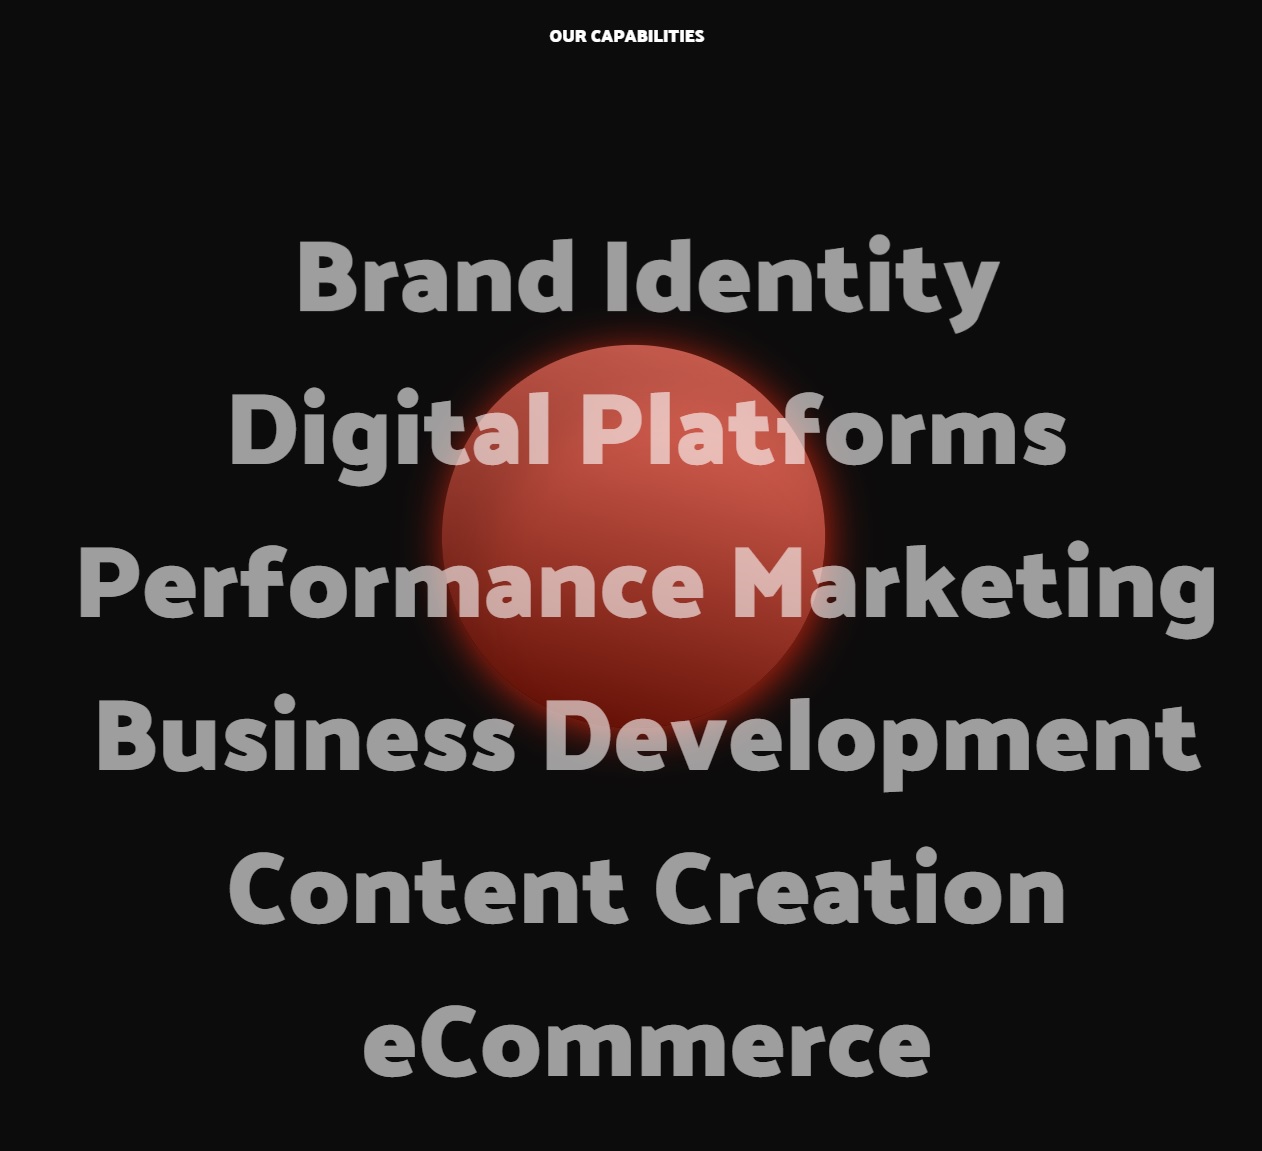 OUR CAPABILITIES
Brand Identity
Digital Platforms
Performance Marketing
Business Development
Content Creation
eCommerce